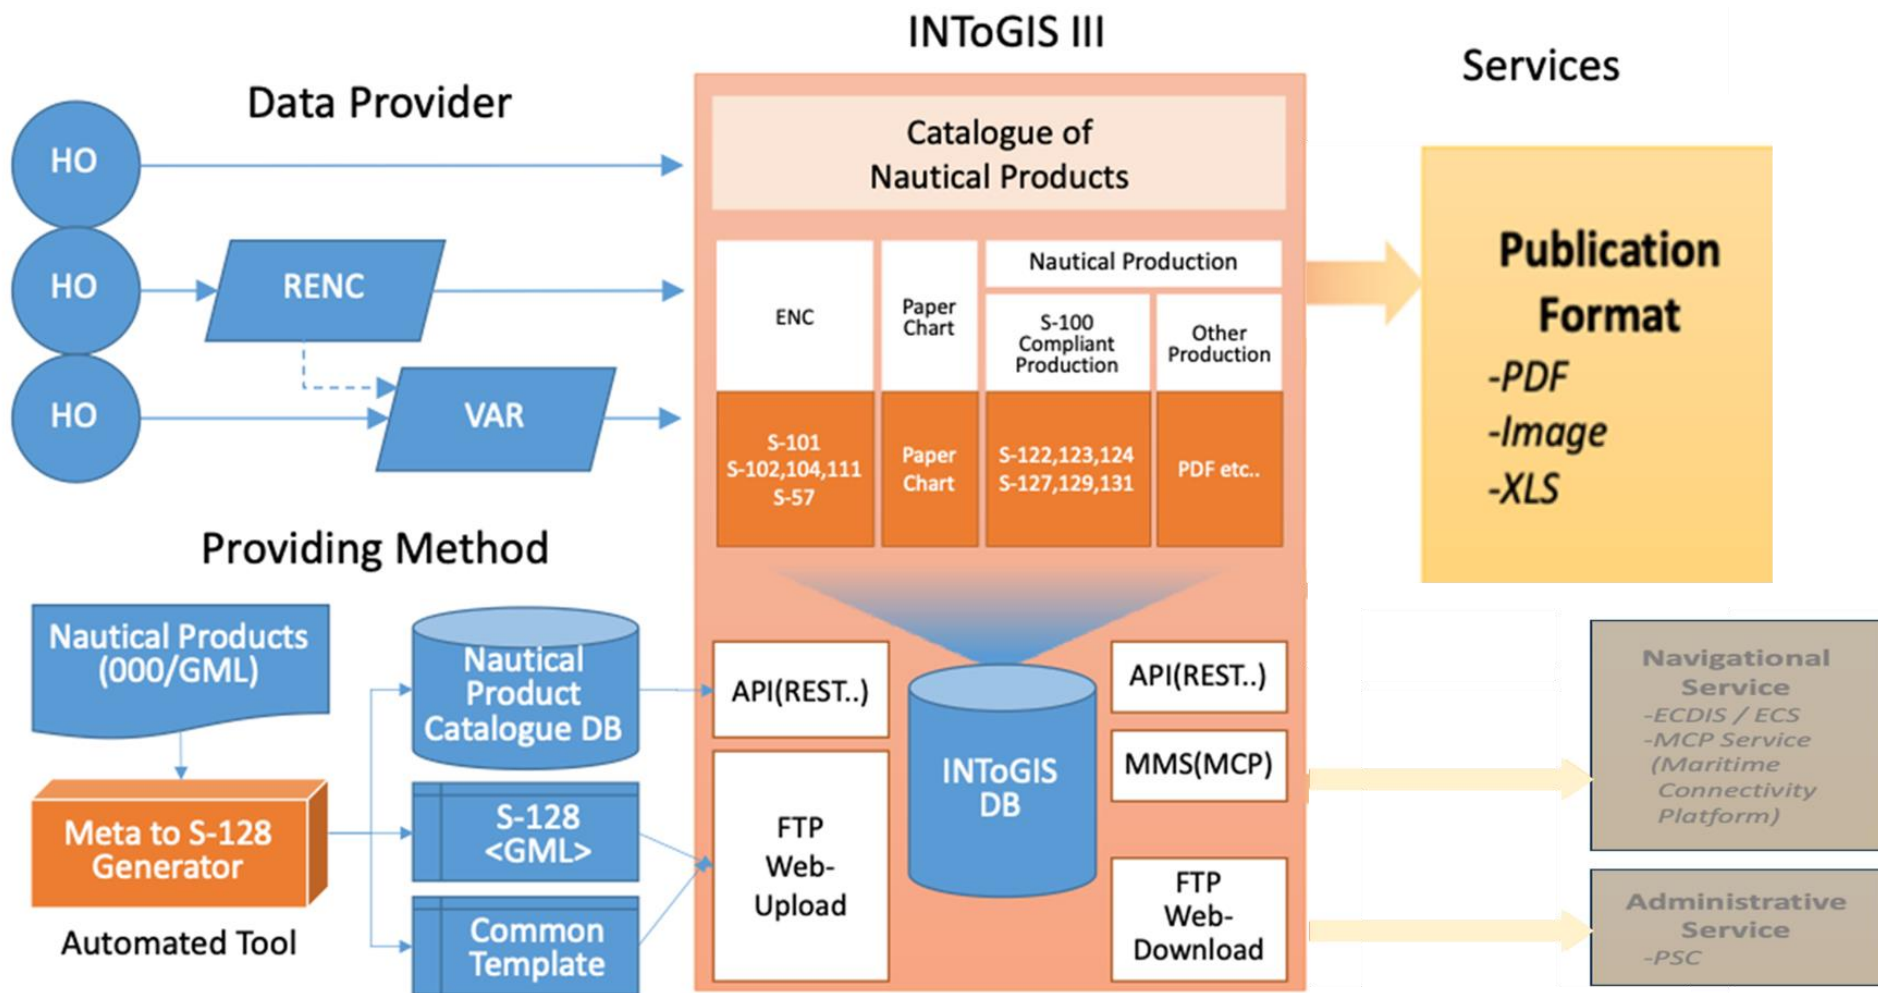 INToGIS III
Services
Data Provider
HO
HO
HO
RENC
VAR
Catalogue of
Nautical Products
ENC
Paper
Chart
Nautical Production
S-100
Compliant
Production
Other
Production
S-101
S-102,104,111
S-57
Paper
Chart
S-122,123,124
S-127,129,131
PDF etc..
Publication
Format
-PDF
-Image
-XLS
Providing Method
Nautical Products
(000/GML)
Meta to S-128
Generator
Automated Tool
Nautical
Product
Catalogue DB
S-128
<GML>
Common
Template
API(REST..)
FTP
Web-
Upload
INToGIS
DB
API(REST..)
MMS(MCP)
FTP
Web-
Download
Navigational
Service
-ECDIS / ECS
-MCP Service
(Maritime
Connectivity
Platform)
Administrative
Service
-PSC